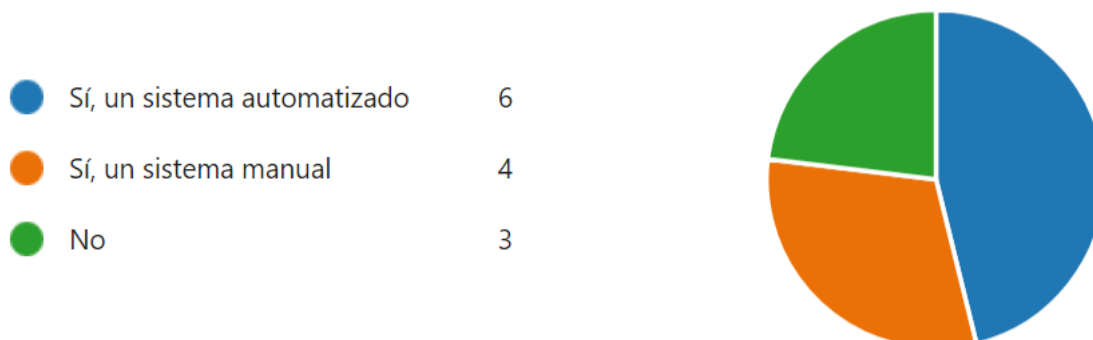 Sí, un sistema automatizado 6
Sí, un sistema manual 4
No 3